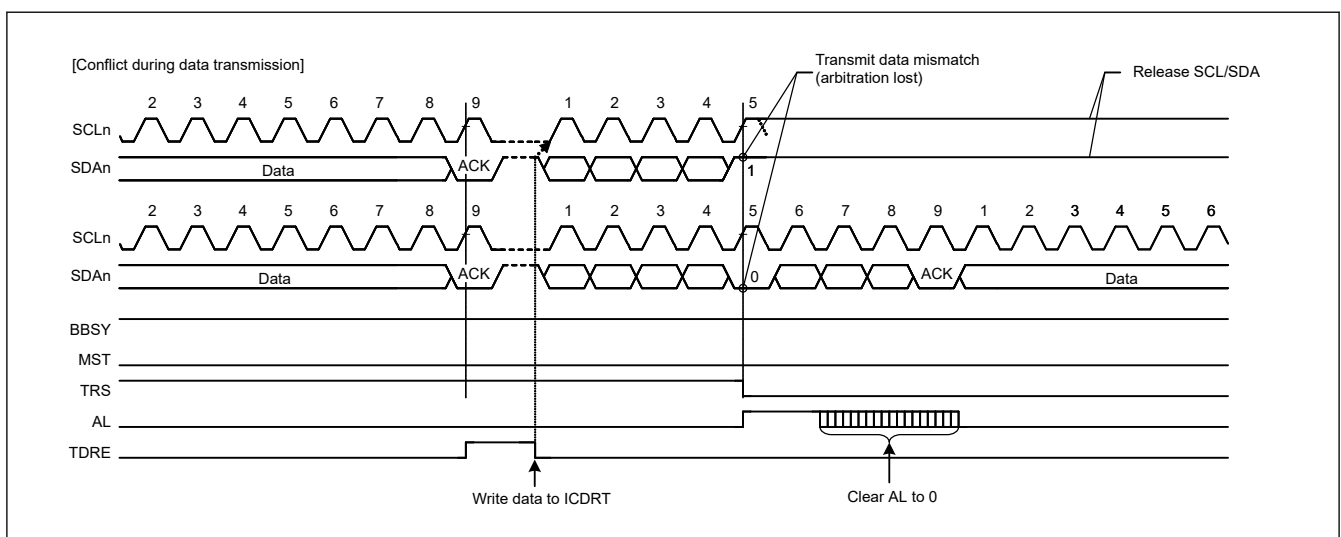 [Conflict during data transmission]
Transmit data mismatch
(arbitration lost)
Release SCL/SDA
2 3 4 5 6 7 8 9 1 2 3 4 5
SCLn
SDAn Data ACK 1
2 3 4 5 6 7 8 9 1 2 3 4 5 6 7 8 9 1 2 3 4 5 6
SCLn
SDAn Data ACK 0 ACK Data
BBSY
MST
TRS
AL
TDRE
Write data to ICDRT Clear AL to 0